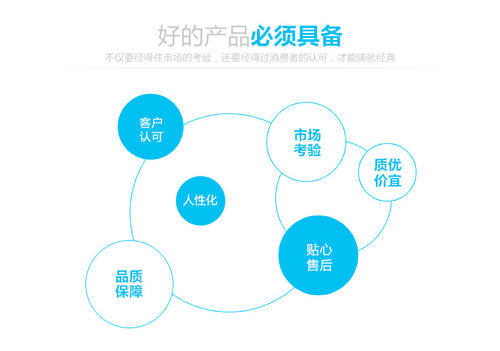 好的产品必须具备
不仅要经得住市场的考验，还要经得过消费者的认可，才能铸就经典
客户
认可
市场
考验
质优
价宜
人性化
贴心
售后
品质
保障